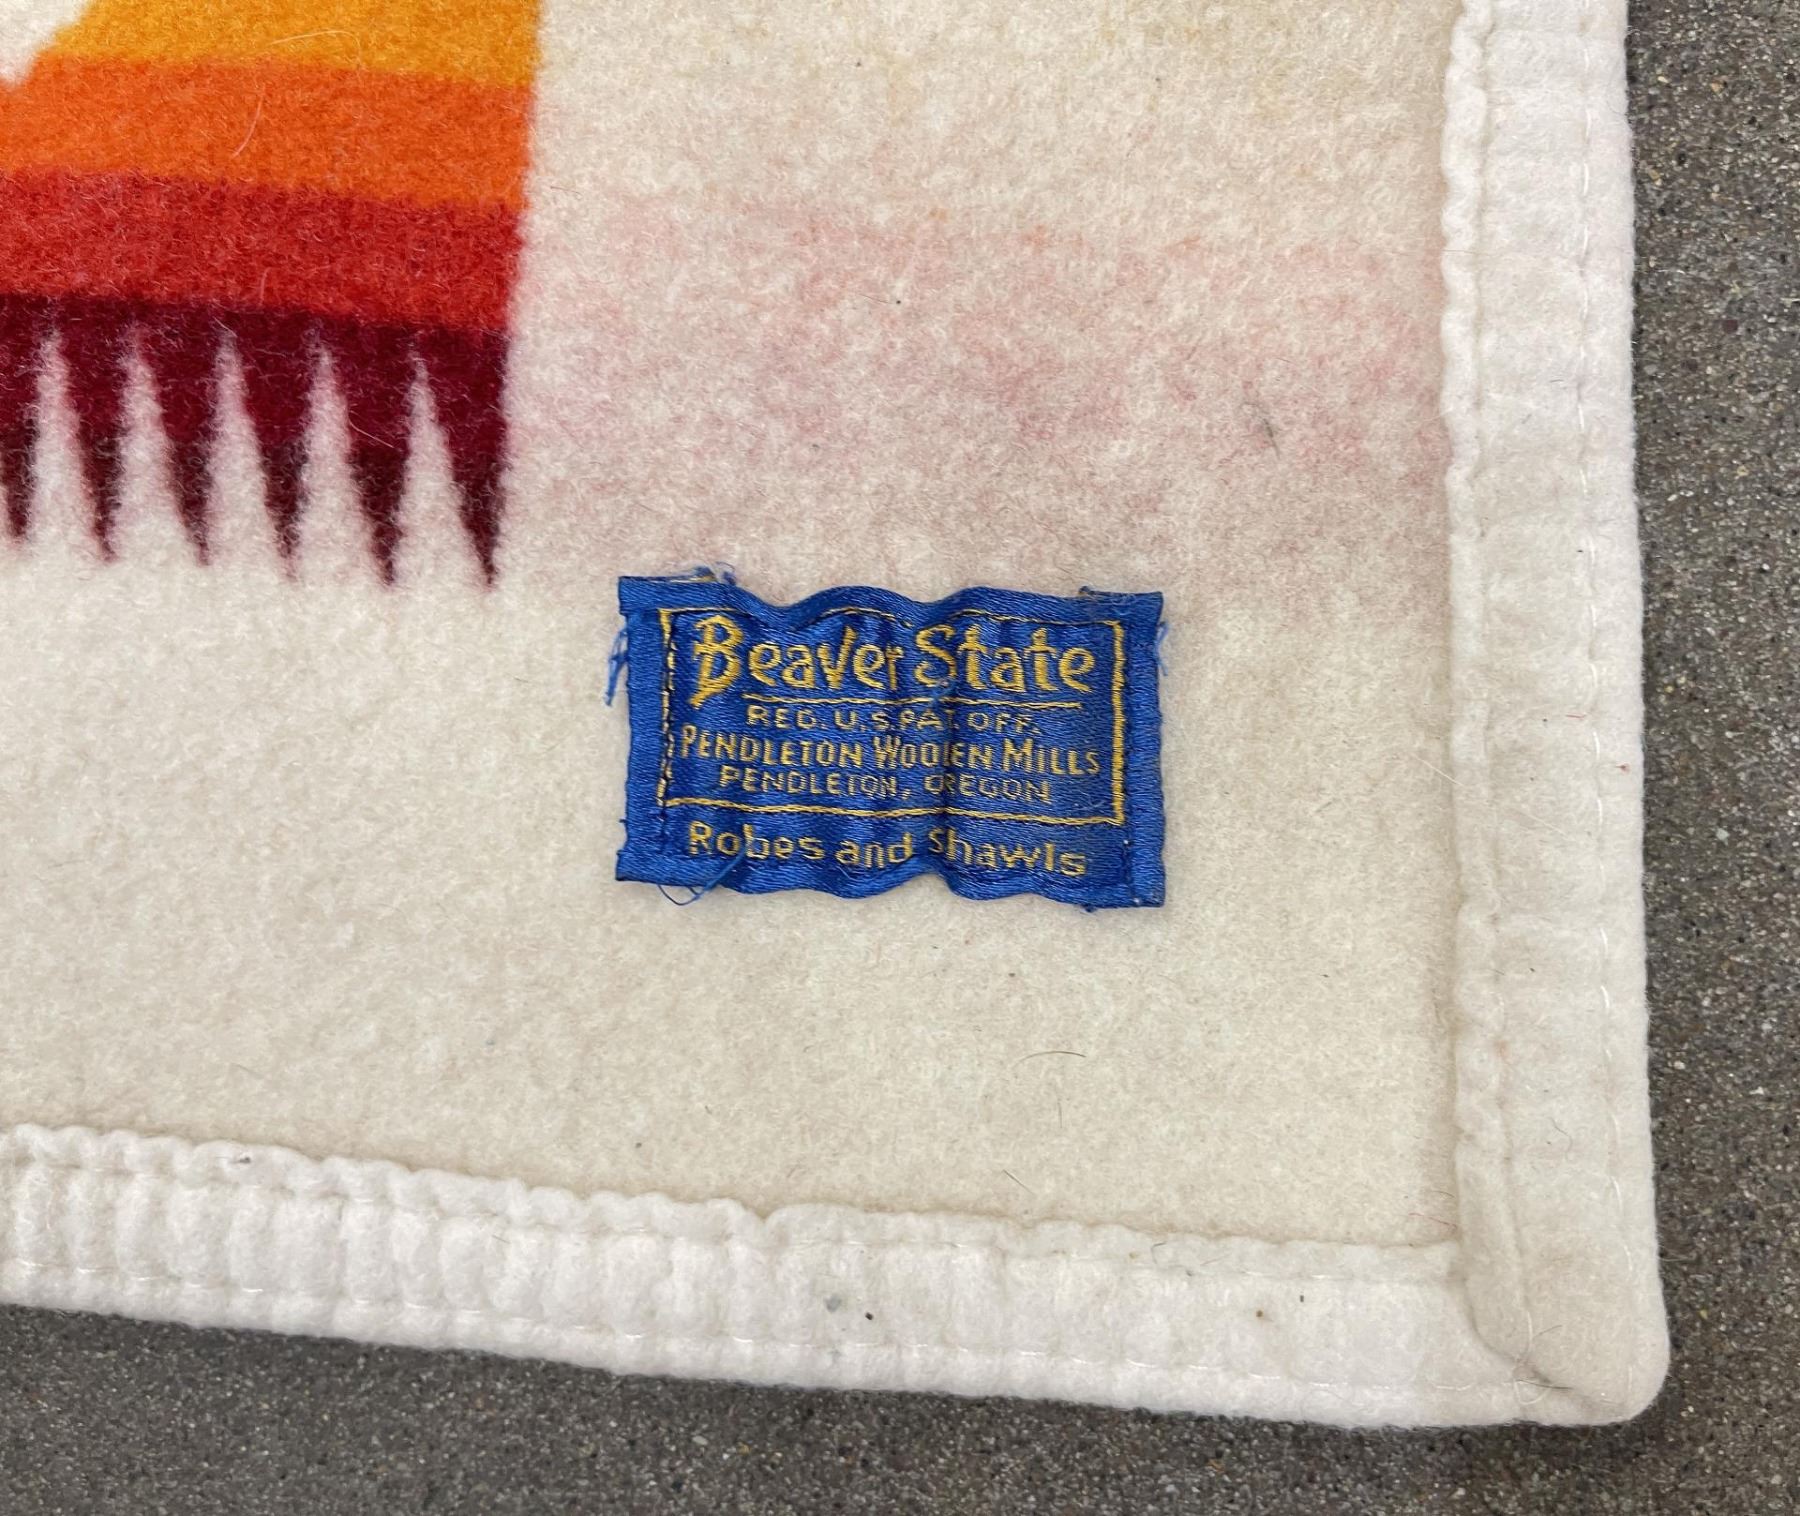 Beaver State
REG. U.S. PAT. OFF.
PENDLETON WOOLEN MILLS
PENDLETON, OREGON
Robes and Shawls